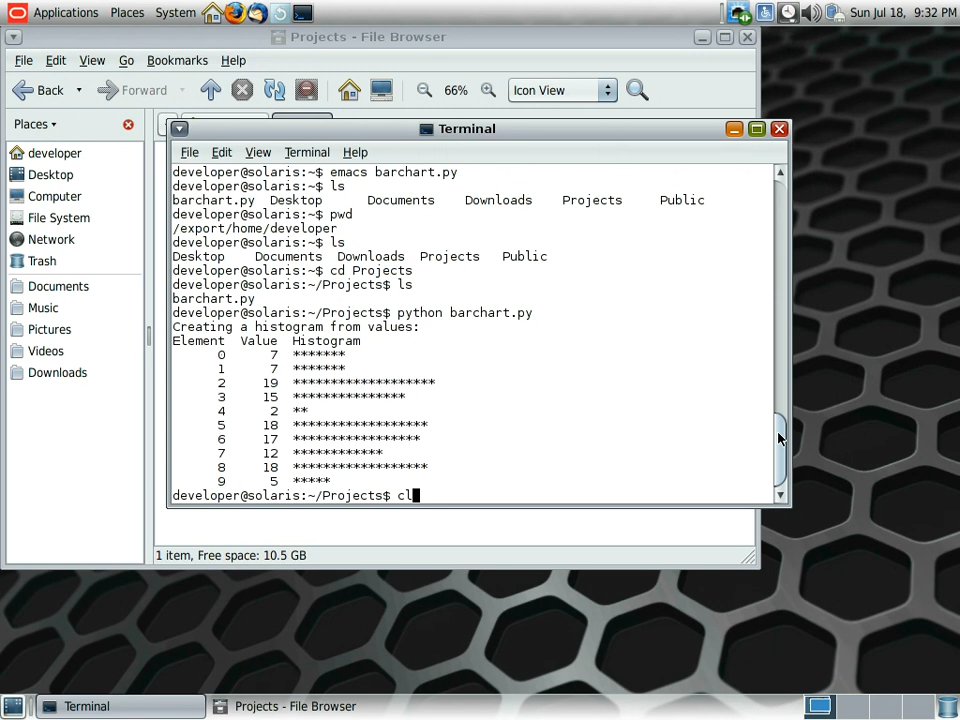 Applications Places System Sun Jul 18, 9:32 PM
Projects - File Browser
File Edit View Go Bookmarks Help
Back Forward 66% Icon View
Places
developer
Desktop
Computer
File System
Network
Trash
Documents
Music
Pictures
Videos
Downloads
Terminal
File Edit View Terminal Help
developer@solaris:~$ emacs barchart.py
developer@solaris:~$ ls
barchart.py Desktop Documents Downloads Projects Public
developer@solaris:~$ pwd
/export/home/developer
developer@solaris:~$ ls
Desktop Documents Downloads Projects Public
developer@solaris:~$ cd Projects
developer@solaris:~/Projects$ ls
barchart.py
developer@solaris:~/Projects$ python barchart.py
Creating a histogram from values:
Element Value Histogram
0 7 *******
1 7 *******
2 19 *******************
3 15 ***************
4 2 **
5 18 ******************
6 17 *****************
7 12 ************
8 18 ******************
9 5 *****
developer@solaris:~/Projects$ cl
1 item, Free space: 10.5 GB
Terminal Projects - File Browser